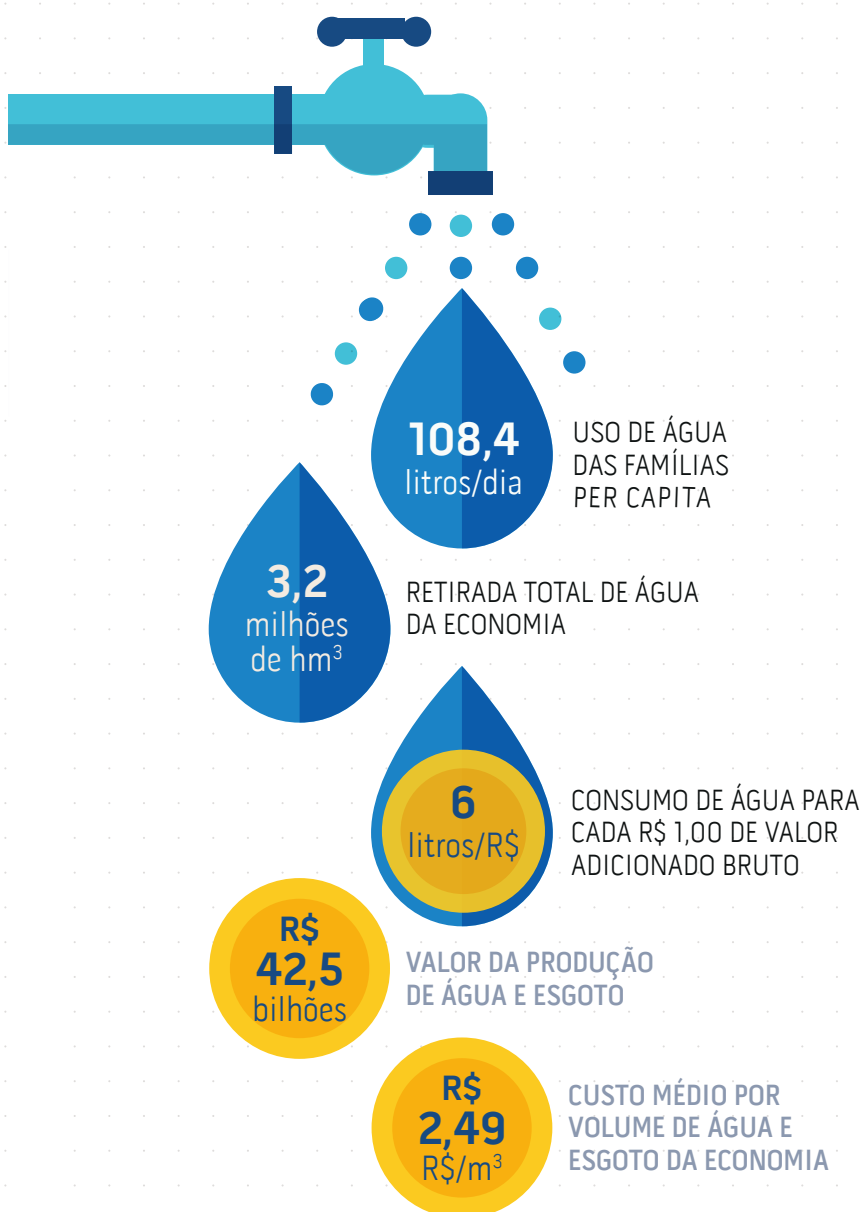 108,4
litros/dia
USO DE ÁGUA
DAS FAMÍLIAS
PER CAPITA
3,2
milhões
de hm³
RETIRADA TOTAL DE ÁGUA
DA ECONOMIA
6
litros/R$
CONSUMO DE ÁGUA PARA
CADA R$ 1,00 DE VALOR
ADICIONADO BRUTO
R$
42,5
bilhões
VALOR DA PRODUÇÃO
DE ÁGUA E ESGOTO
R$
2,49
R$/m³
CUSTO MÉDIO POR
VOLUME DE ÁGUA E
ESGOTO DA ECONOMIA